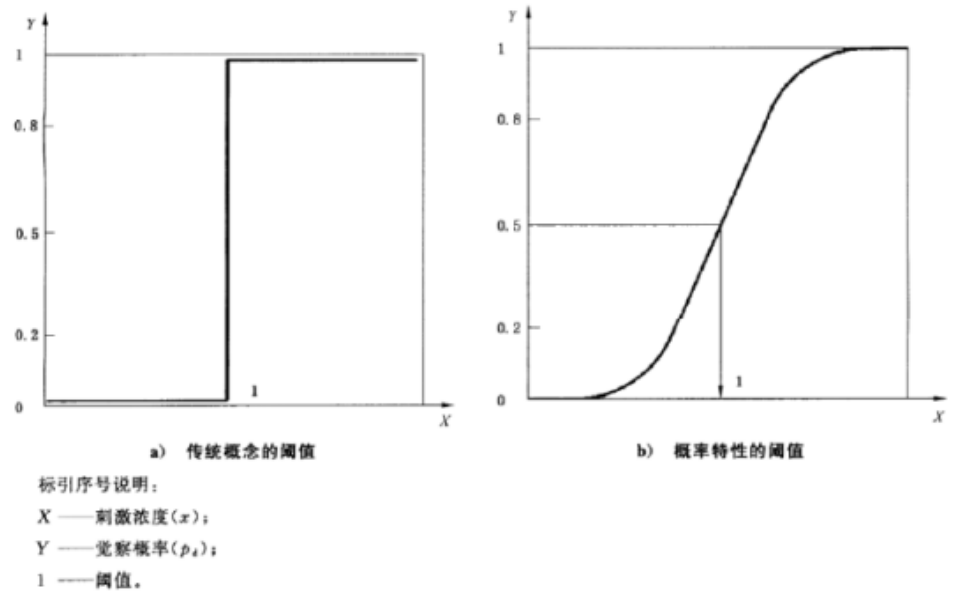 Y
1
0.8
0.5
0.2
0
1
X
a) 传统概念的阈值
Y
1
0.8
0.5
0.2
0
1
X
b) 概率特性的阈值
标引序号说明:
X ——刺激浓度(x);
Y ——觉察概率(pd);
1 ——阈值。